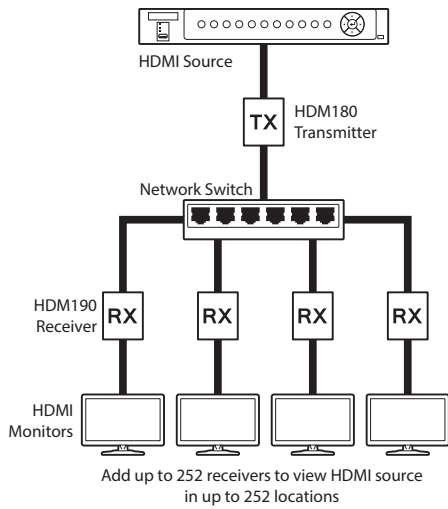 HDMI Source
TX
HDM180
Transmitter
Network Switch
HDM190
Receiver
RX
RX
RX
RX
HDMI
Monitors
Add up to 252 receivers to view HDMI source
in up to 252 locations